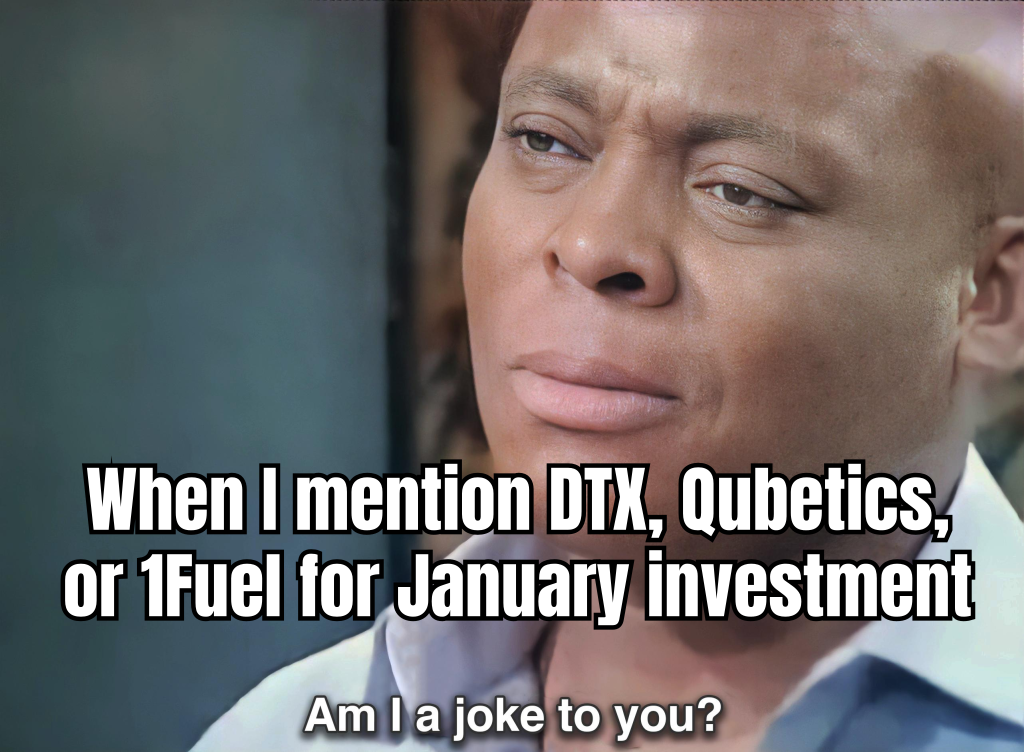 When I mention DTX, Qubetics,
or 1Fuel for January investment
Am I a joke to you?